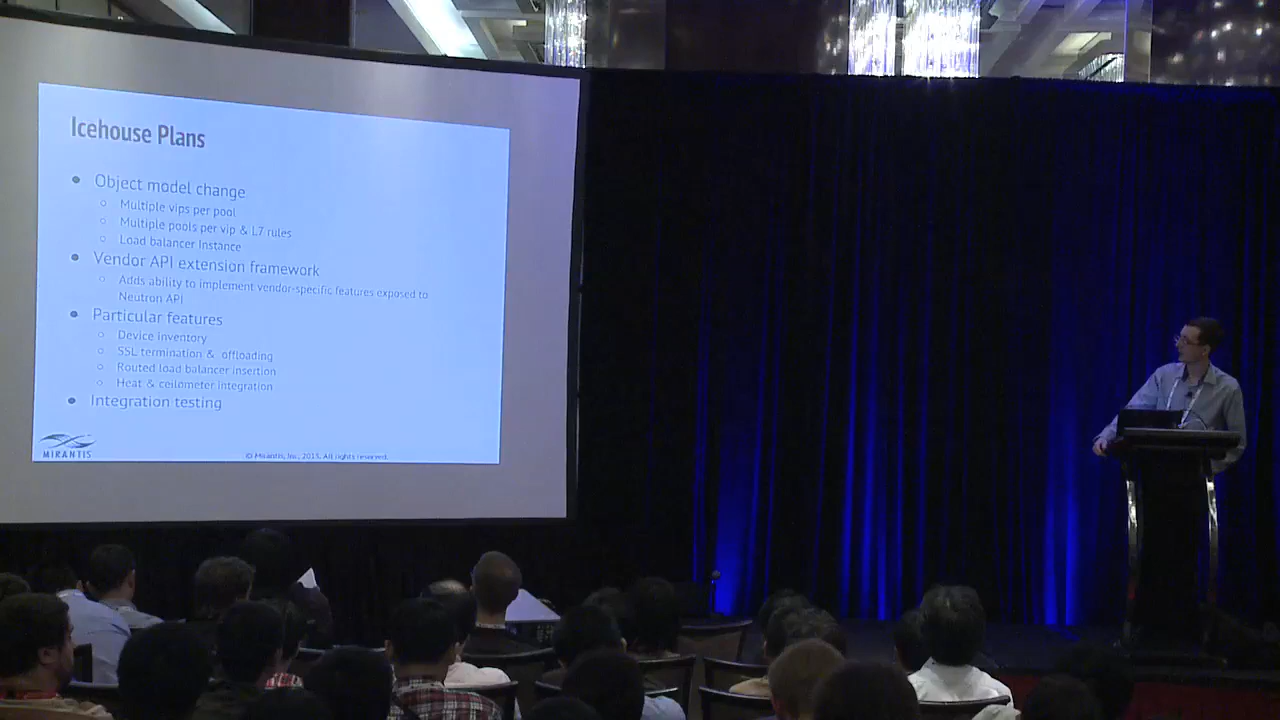 Icehouse Plans
Object model change
Multiple vips per pool
Multiple pools per vip & L7 rules
Load balancer Instance
Vendor API extension framework
Adds ability to implement vendor-specific features exposed to
Neutron API
Particular features
Device inventory
SSL termination & offloading
Routed load balancer insertion
Heat & ceilometer integration
Integration testing
MIRANTIS
© Mirantis, Inc., 2013. All rights reserved.